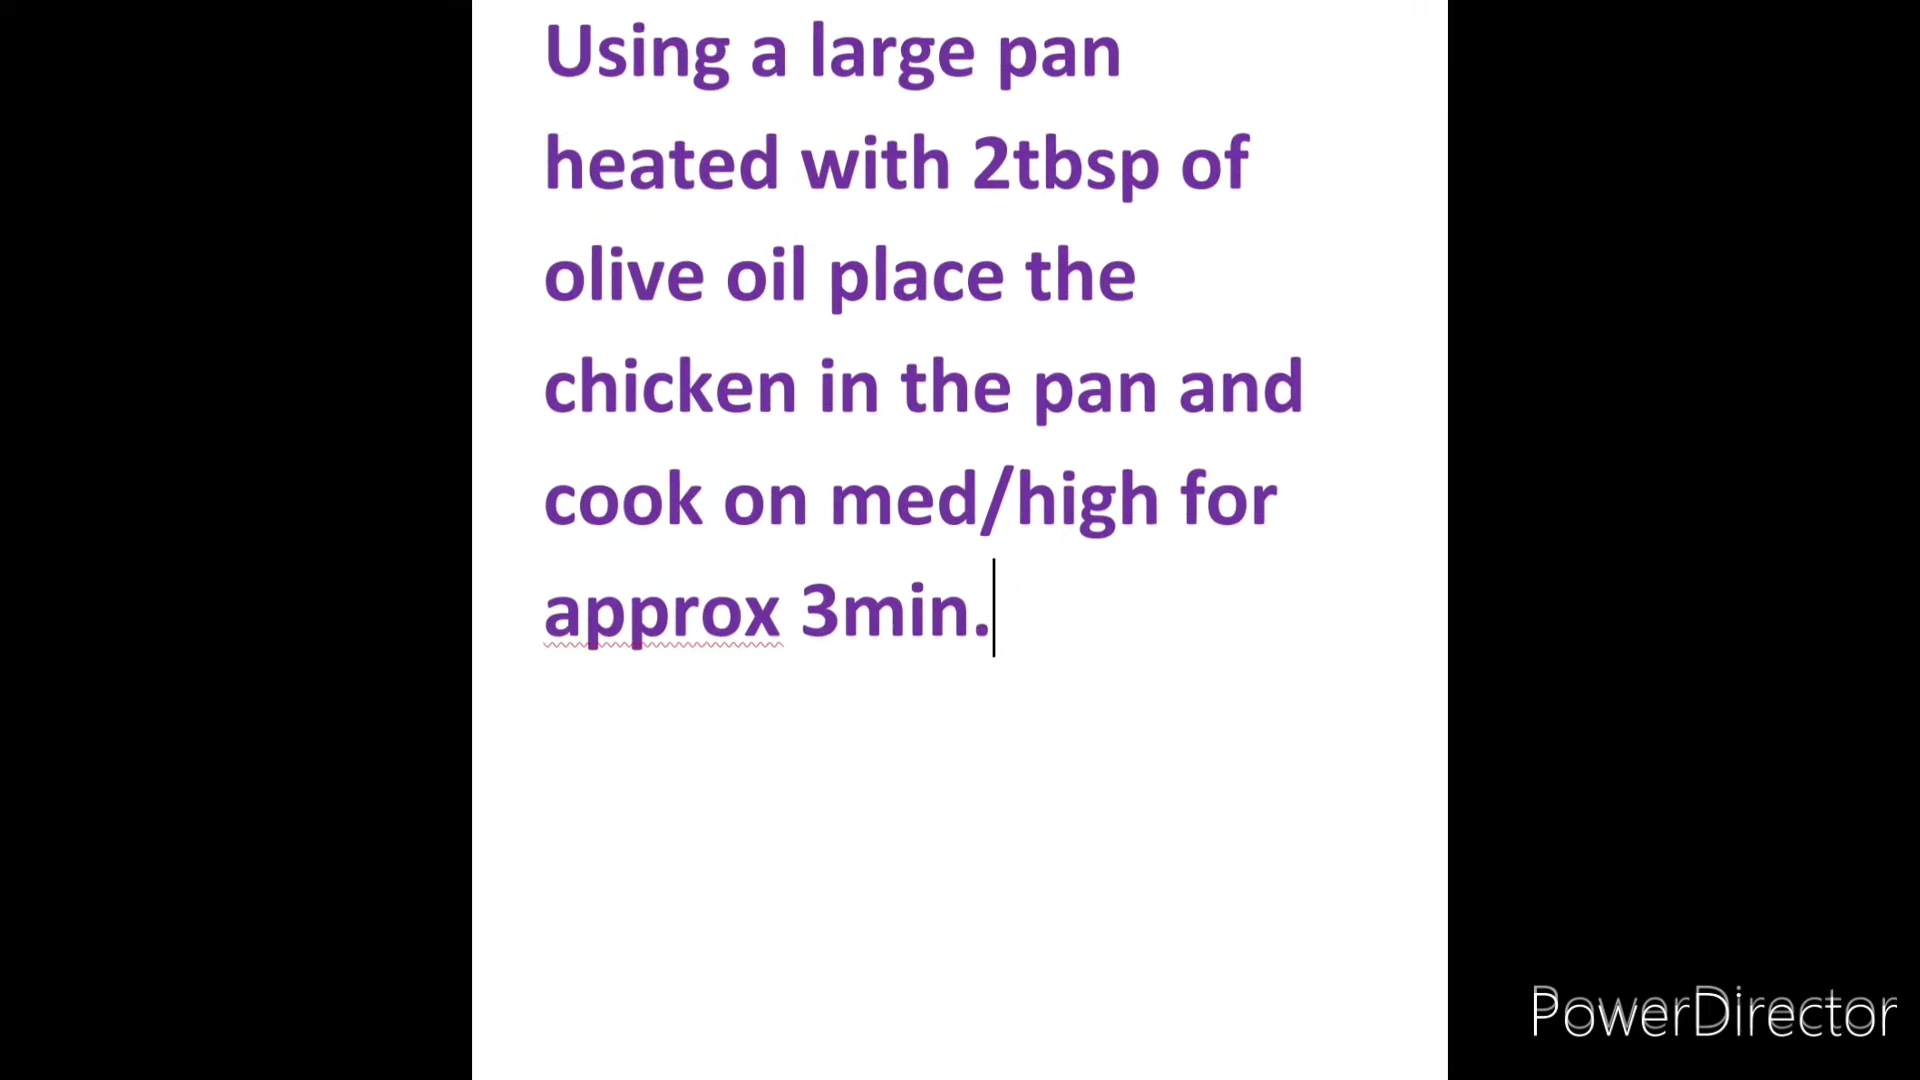 Using a large pan
heated with 2tbsp of
olive oil place the
chicken in the pan and
cook on med/high for
approx 3min.
PowerDirector